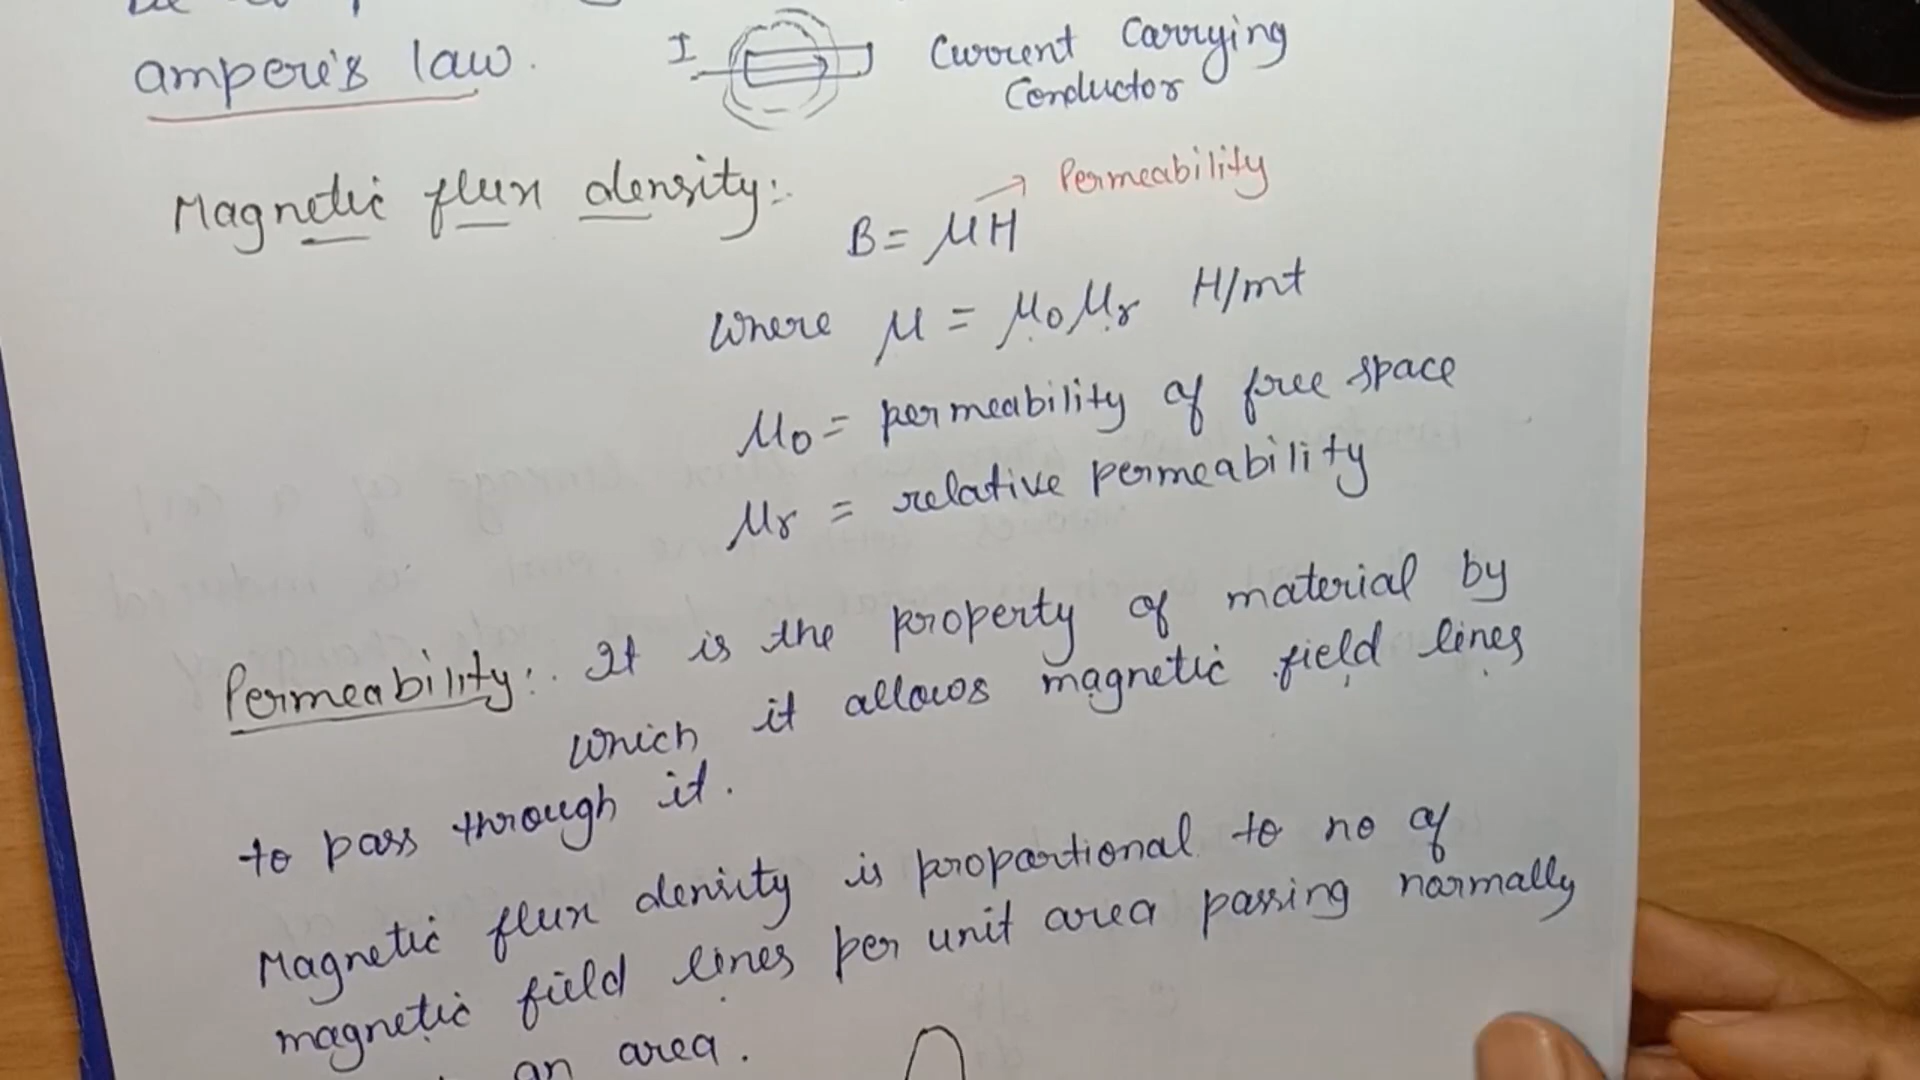 ampere's law. I Current Carrying
Conductor
Magnetic flux density:- Permeability
B = μH
where μ = μ0 μr H/mt
μ0 = permeability of free space
μr = relative permeability
Permeability:- It is the property of material by
which it allows magnetic field lines
to pass through it.
Magnetic flux density is proportional to no of
magnetic field lines per unit area passing normally
an area.